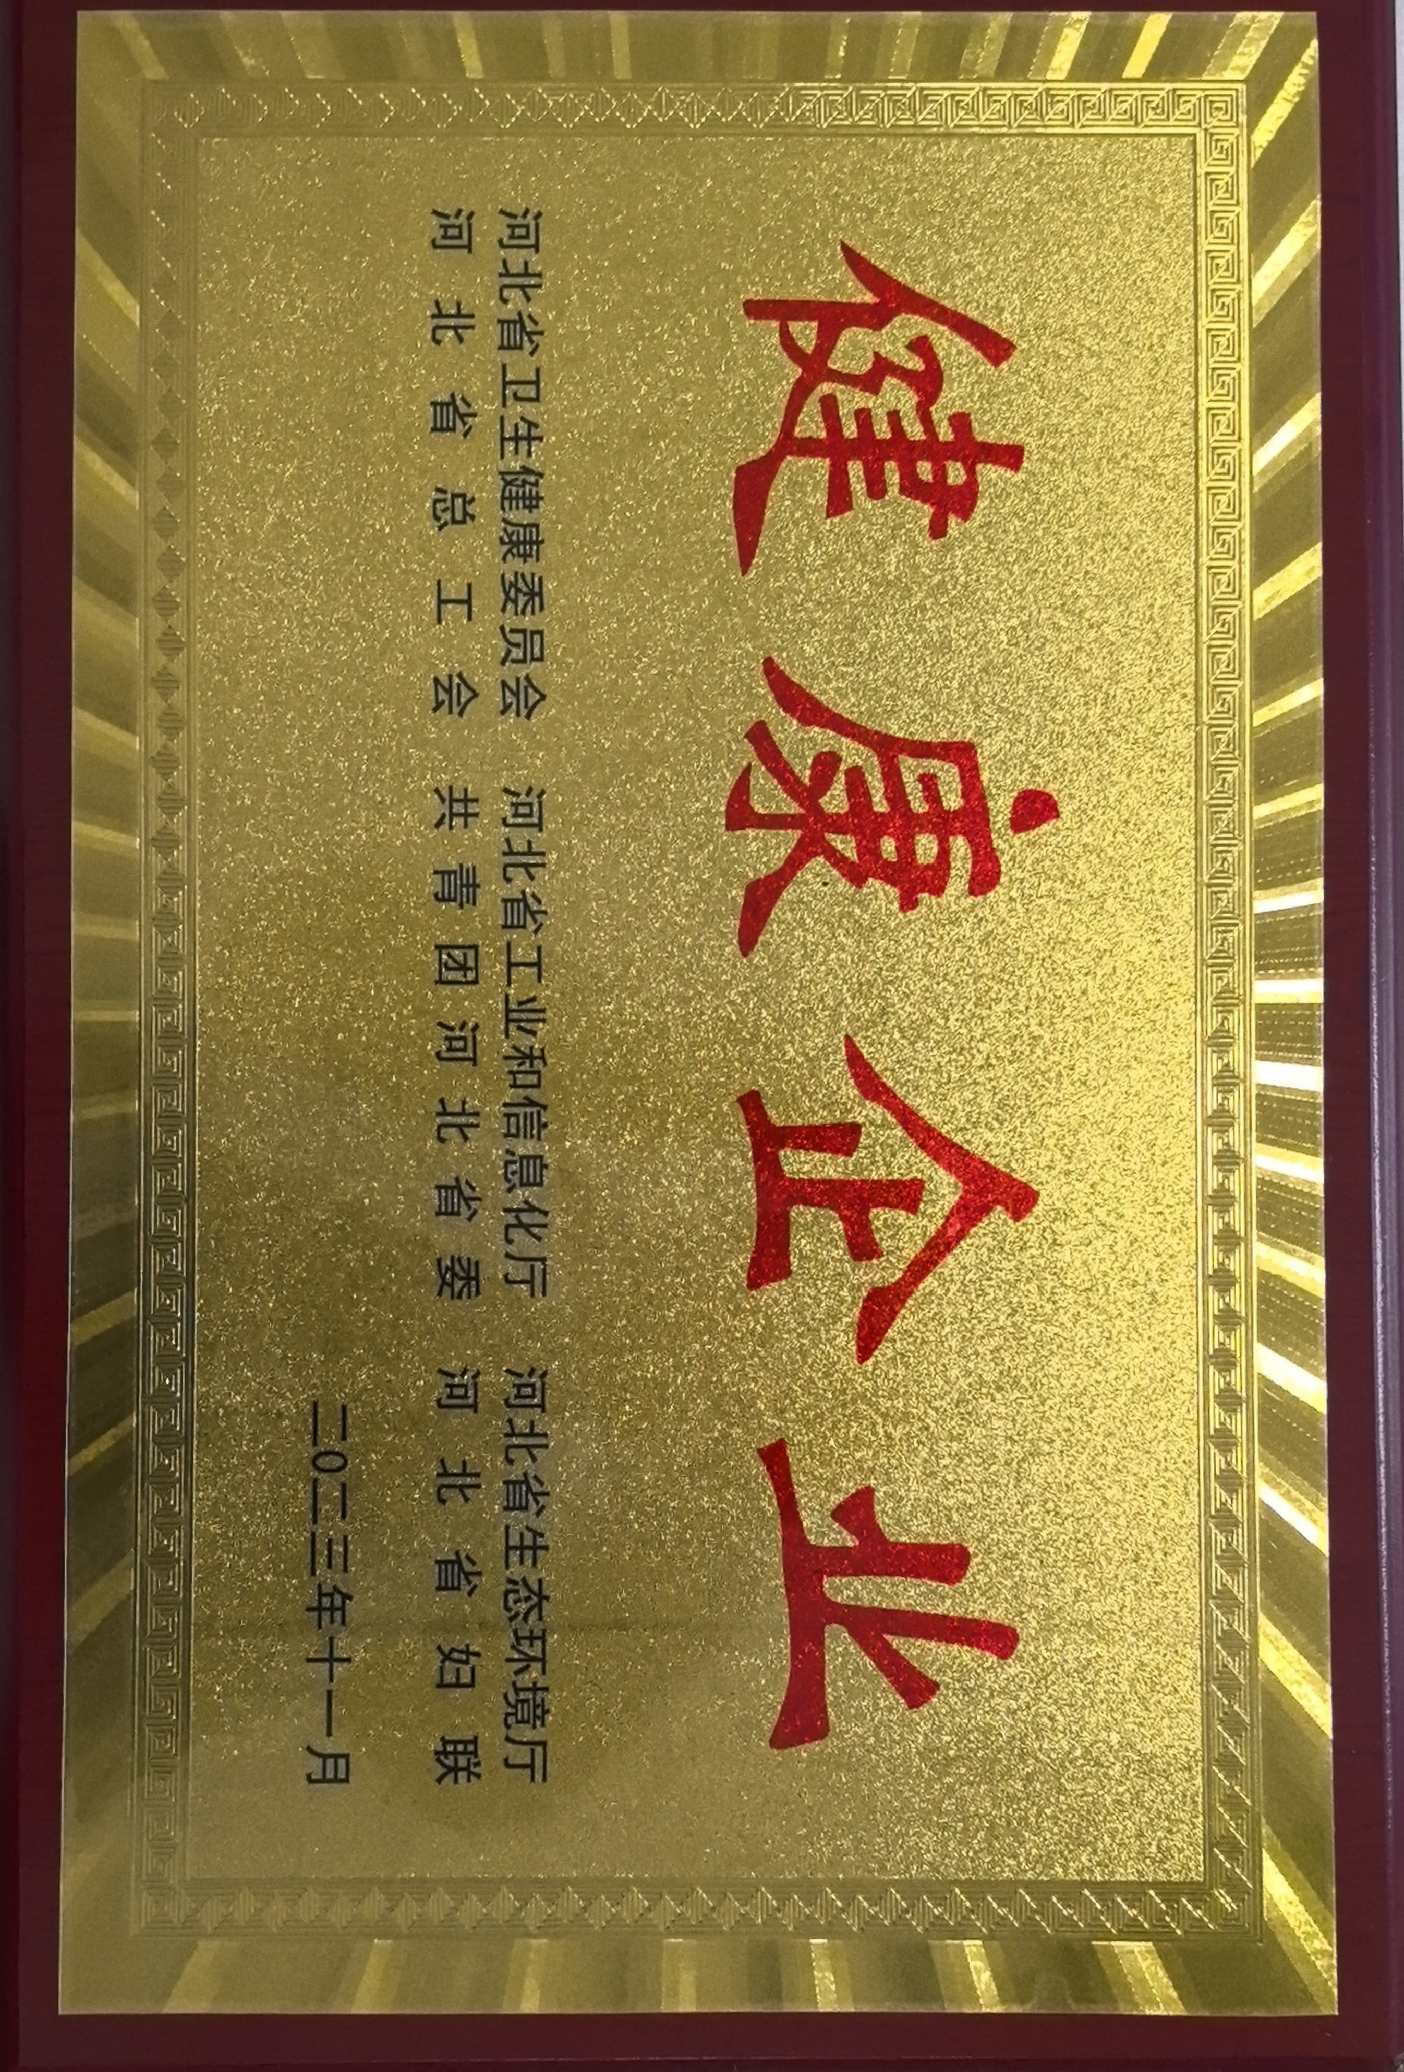 健康企业
河北省卫生健康委员会 河北省工业和信息化厅 河北省生态环境厅
河北省总工会 共青团河北省委 河北省妇联
二〇二三年十一月